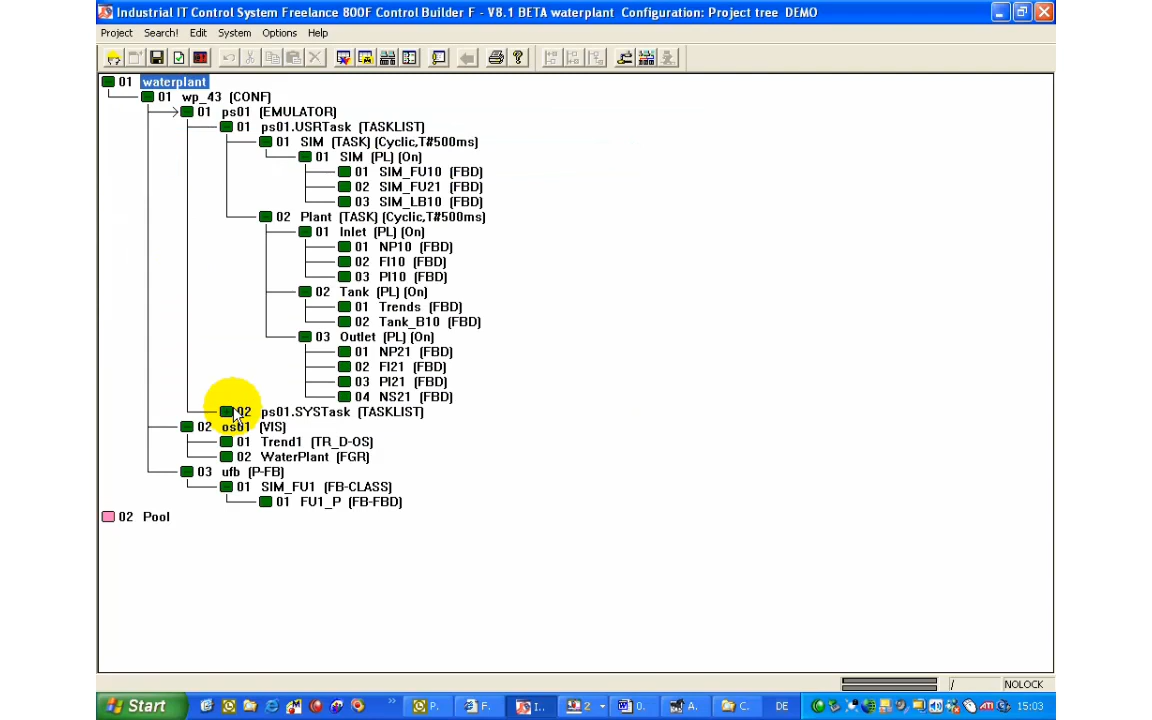 Industrial IT Control System Freelance 800F Control Builder F - V8.1 BETA waterplant Configuration: Project tree DEMO
Project Search! Edit System Options Help
01 waterplant
01 wp_43 (CONF)
01 ps01 (EMULATOR)
01 ps01.USRTask (TASKLIST)
01 SIM (TASK) (Cyclic,T#500ms)
01 SIM (PL) (On)
01 SIM_FU10 (FBD)
02 SIM_FU21 (FBD)
03 SIM_LB10 (FBD)
02 Plant (TASK) (Cyclic,T#500ms)
01 Inlet (PL) (On)
01 NP10 (FBD)
02 FI10 (FBD)
03 PI10 (FBD)
02 Tank (PL) (On)
01 Trends (FBD)
02 Tank_B10 (FBD)
03 Outlet (PL) (On)
01 NP21 (FBD)
02 FI21 (FBD)
03 PI21 (FBD)
04 NS21 (FBD)
02 ps01.SYSTask (TASKLIST)
02 os01 (VIS)
01 Trend1 (TR_D-OS)
02 WaterPlant (FGR)
03 ufb (P-FB)
01 SIM_FU1 (FB-CLASS)
01 FU1_P (FB-FBD)
02 Pool
/ NOLOCK
Start P. F. I.. 2 0. A. C. DE 15:03